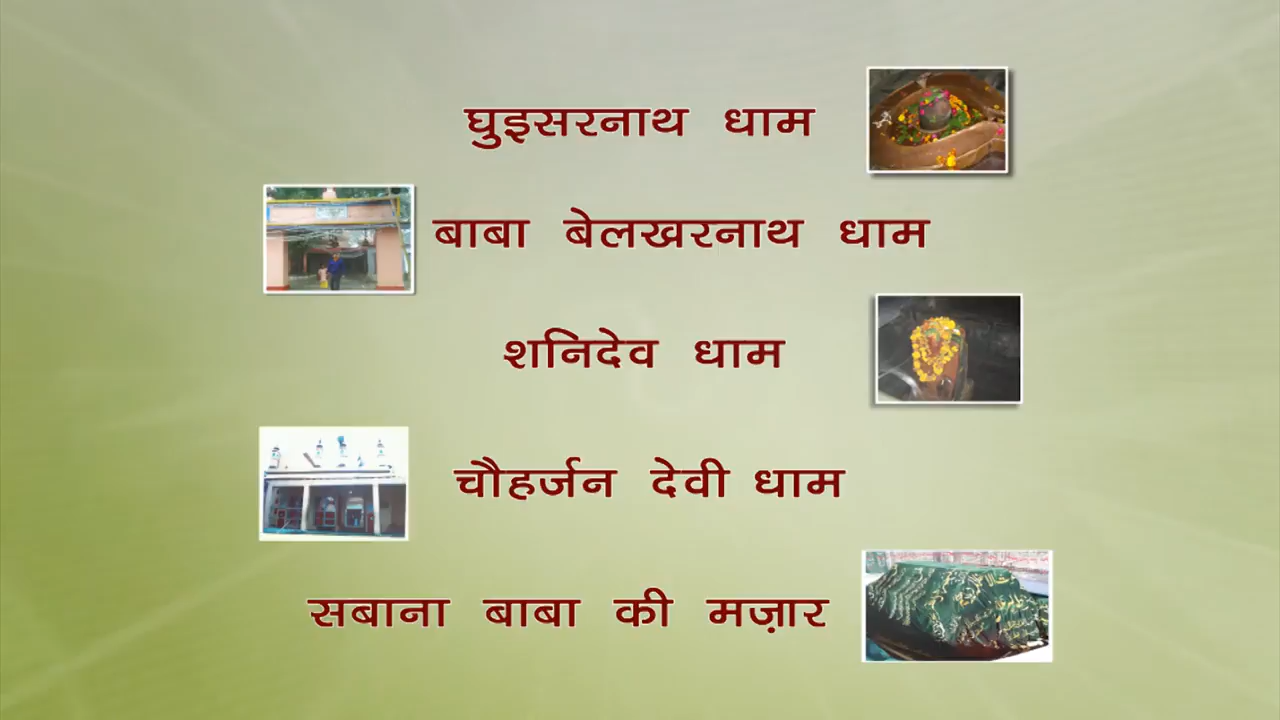 घुइसरनाथ धाम
बाबा बेलखरनाथ धाम
शनिदेव धाम
चौहर्जन देवी धाम
सबाना बाबा की मज़ार